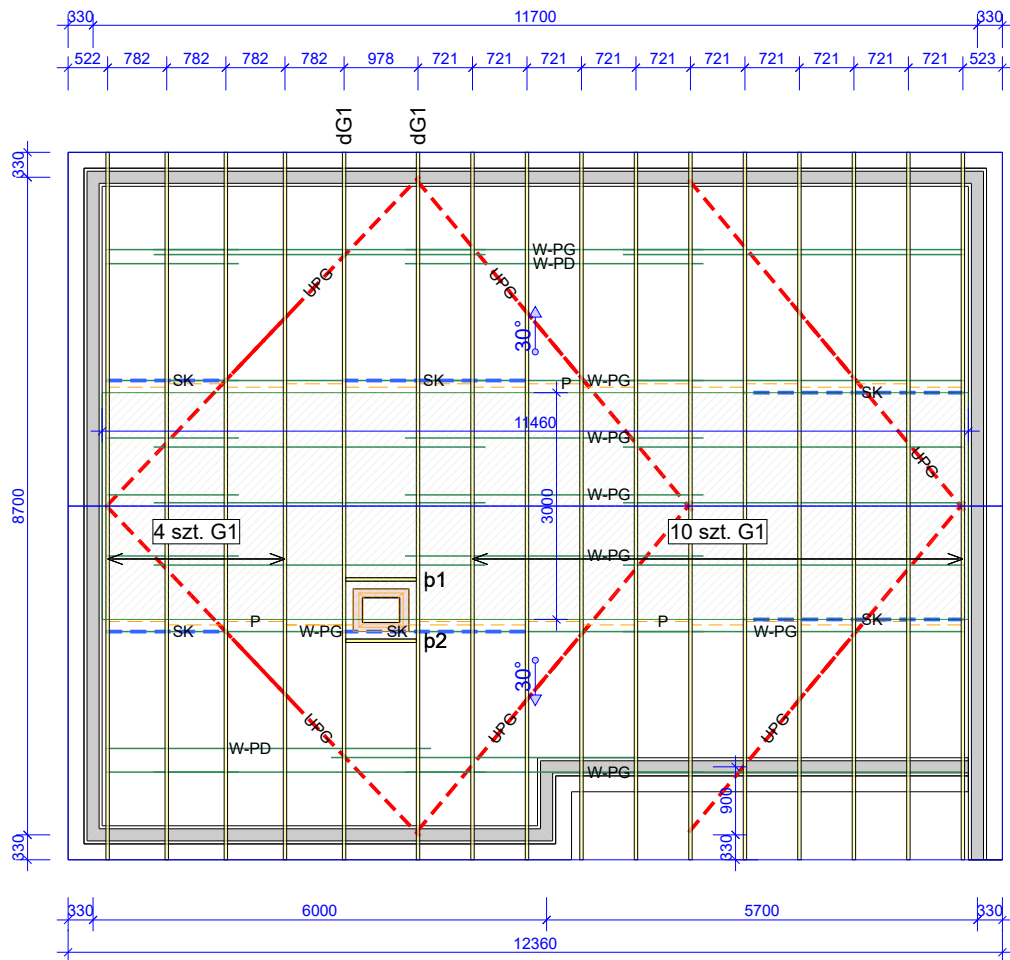 330 11700 330
522 782 782 782 782 978 721 721 721 721 721 721 721 721 721 721 523
dG1 dG1
330
W-PG
W-PD
UPG UPG
30°
SK SK P W-PG
SK
11460
W-PG
UPG
W-PG
3000
8700
4 szt. G1 10 szt. G1
W-PG
p1
P P SK
SK W-PG SK W-PG
p2
30°
UPG UPG UPG
W-PD
W-PG
900
330 330
330 6000 5700 330
12360